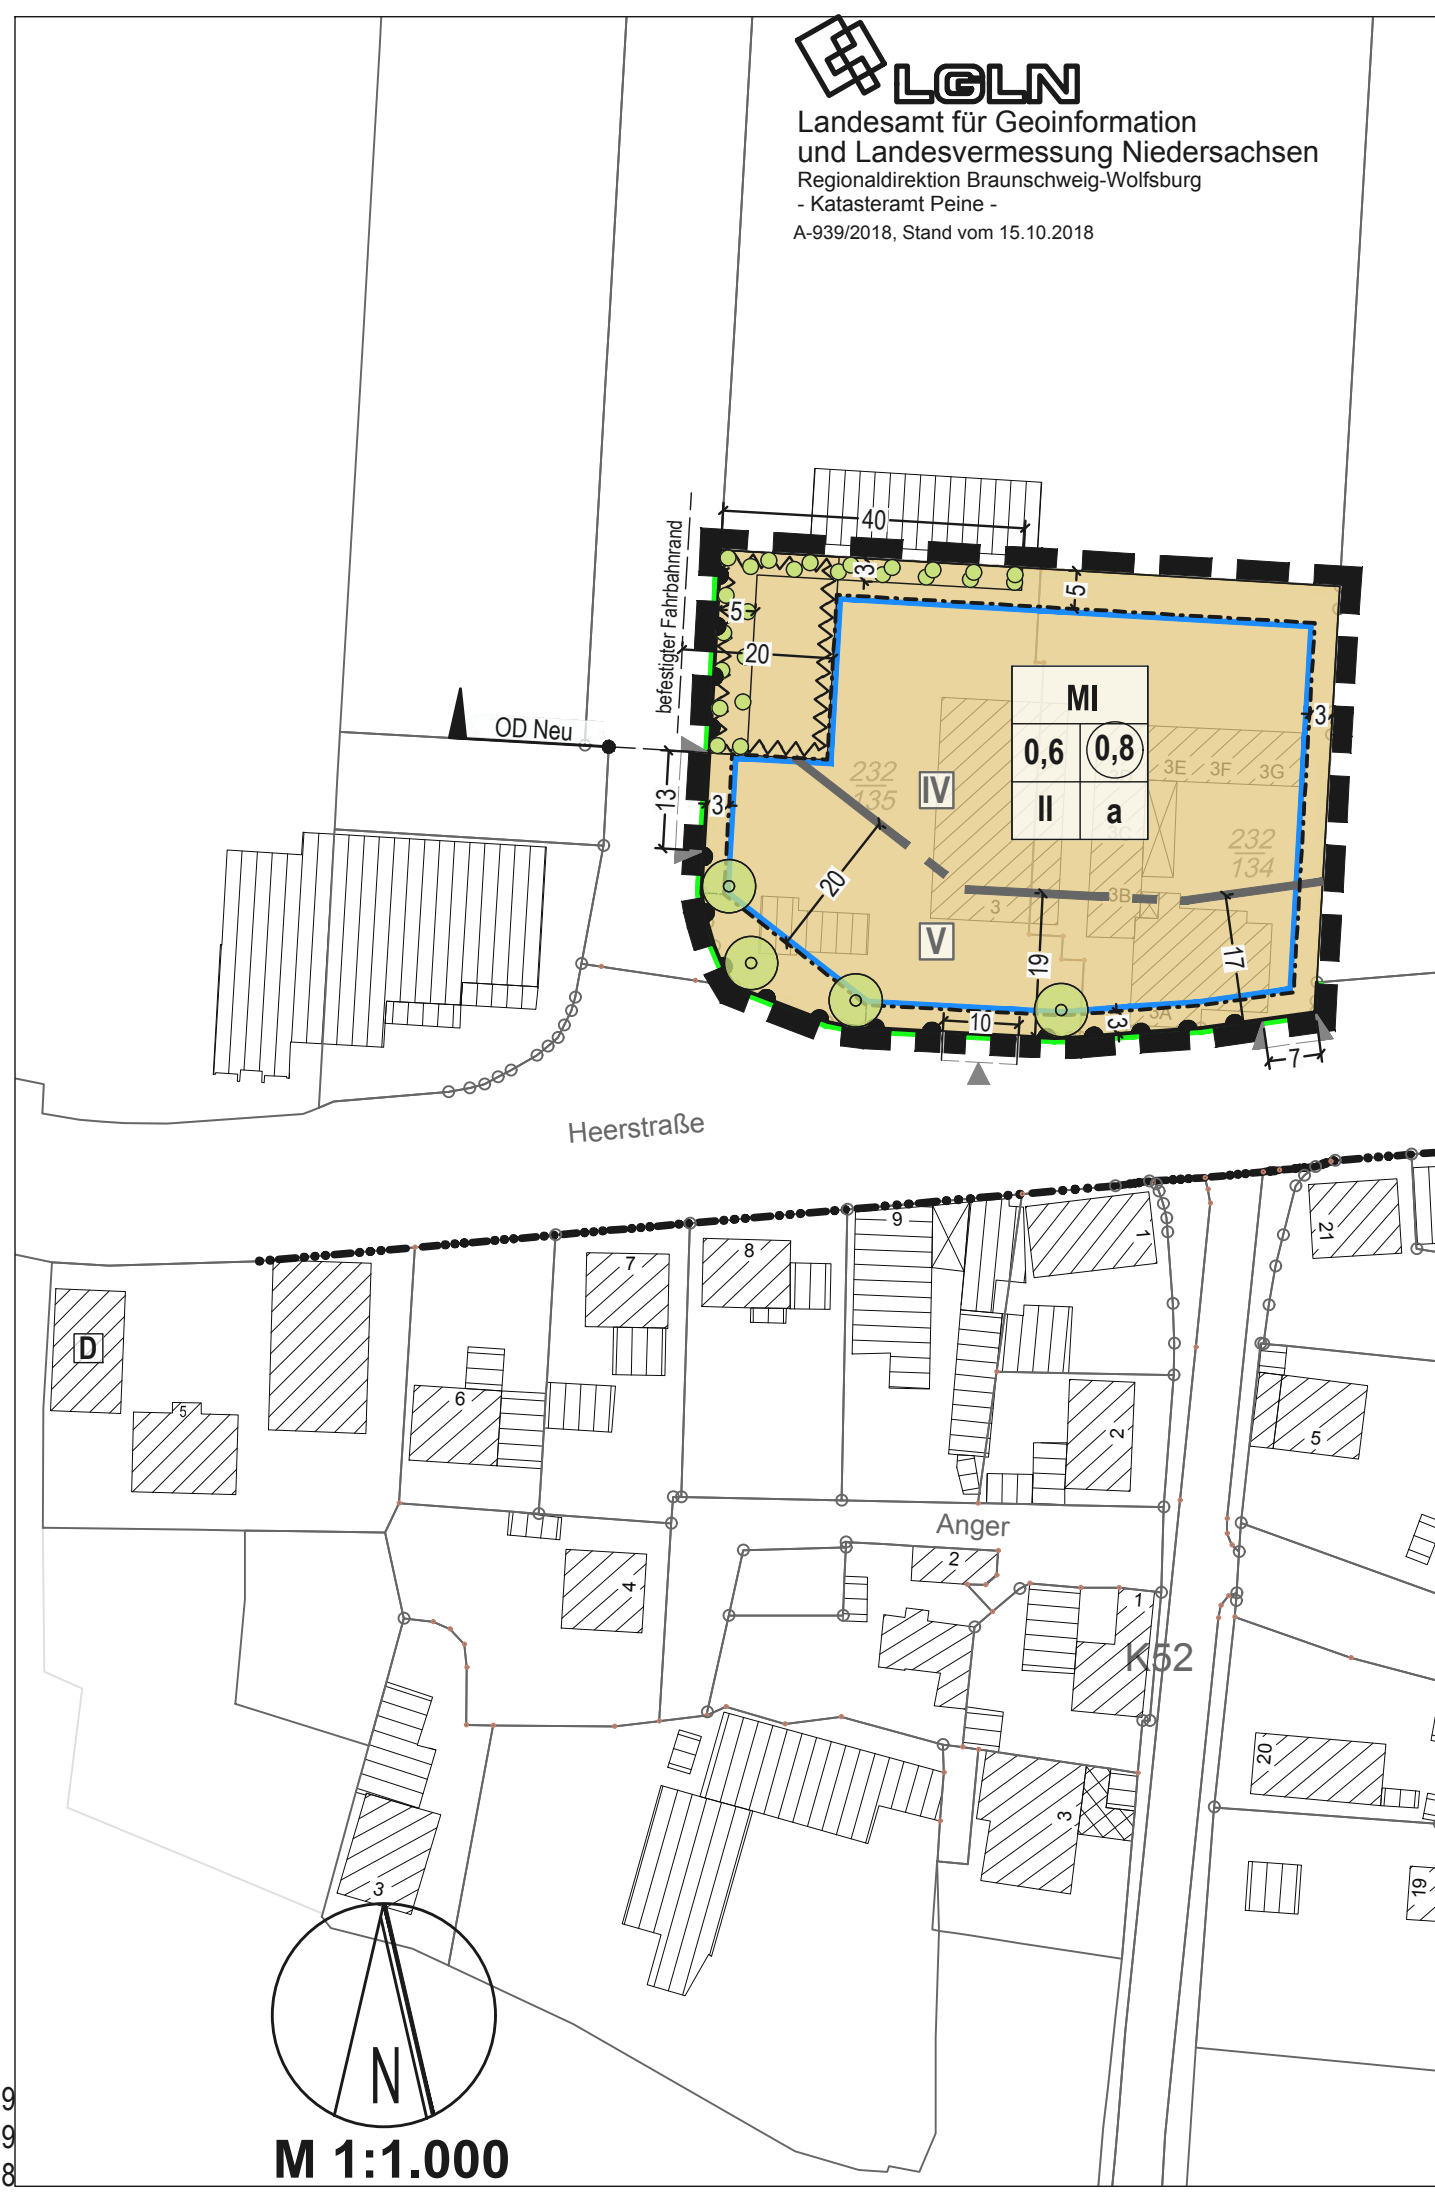 LGLN
Landesamt für Geoinformation
und Landesvermessung Niedersachsen
Regionaldirektion Braunschweig-Wolfsburg
- Katasteramt Peine -
A-939/2018, Stand vom 15.10.2018
40
3
5
befestigter Fahrbahnrand
5
20
OD Neu
MI
0,6 0,8
II a
3
3E 3F 3G
232
135
IV
13
3
3C
232
134
20
3
3B
V
19
17
10
3
3A
7
Heerstraße
9
1
21
7
8
D
5
6
2
5
Anger
4
2
1
K52
20
3
3
19
N
M 1:1.000
9
9
8